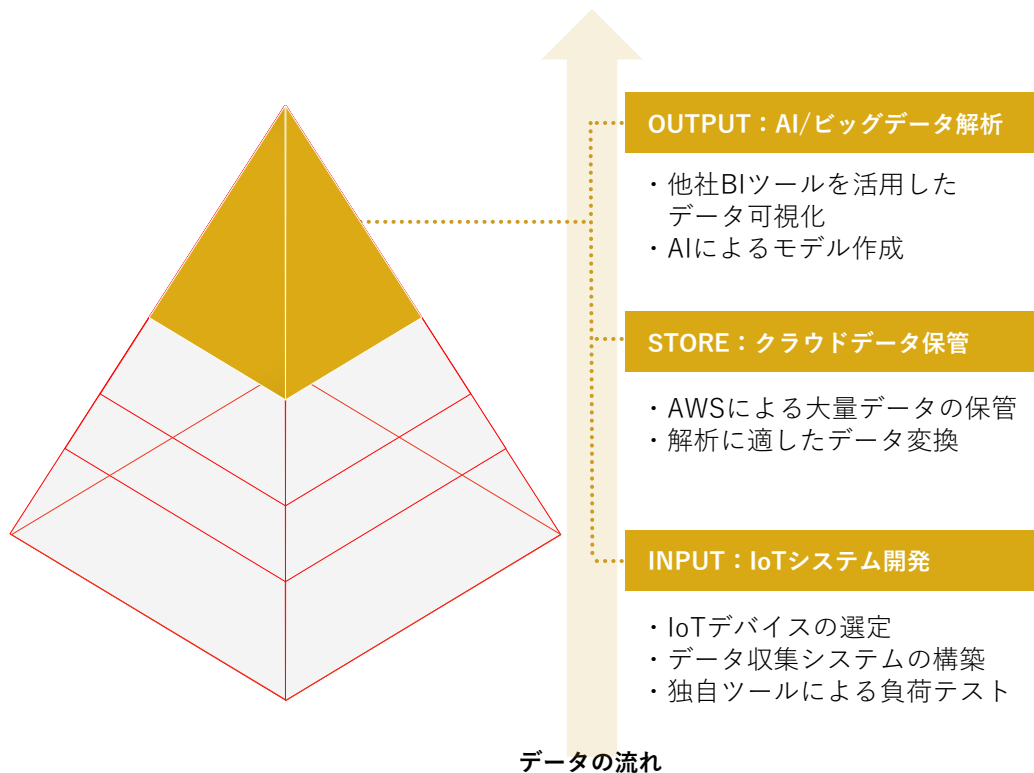 OUTPUT：AI/ビッグデータ解析
・他社BIツールを活用した
データ可視化
・AIによるモデル作成
STORE：クラウドデータ保管
・AWSによる大量データの保管
・解析に適したデータ変換
INPUT：IoTシステム開発
・IoTデバイスの選定
・データ収集システムの構築
・独自ツールによる負荷テスト
データの流れ